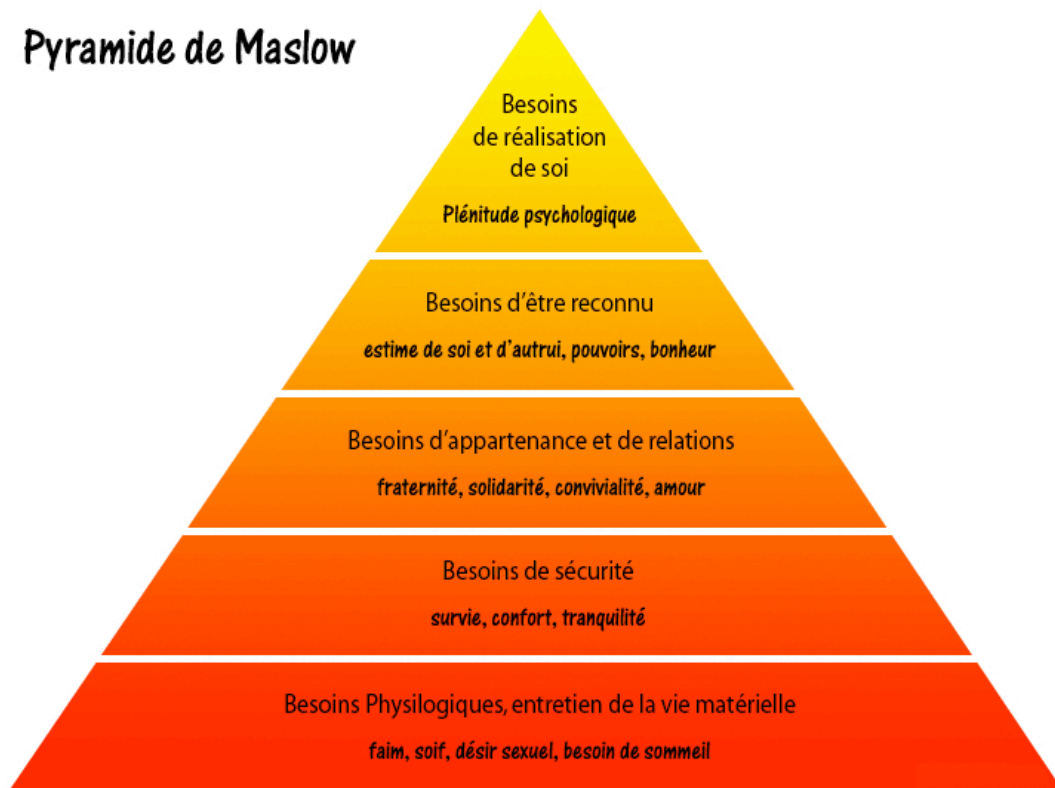 Pyramide de Maslow
Besoins
de réalisation
de soi
Plénitude psychologique
Besoins d'être reconnu
estime de soi et d'autrui, pouvoirs, bonheur
Besoins d'appartenance et de relations
fraternité, solidarité, convivialité, amour
Besoins de sécurité
survie, confort, tranquilité
Besoins Physilogiques, entretien de la vie matérielle
faim, soif, désir sexuel, besoin de sommeil